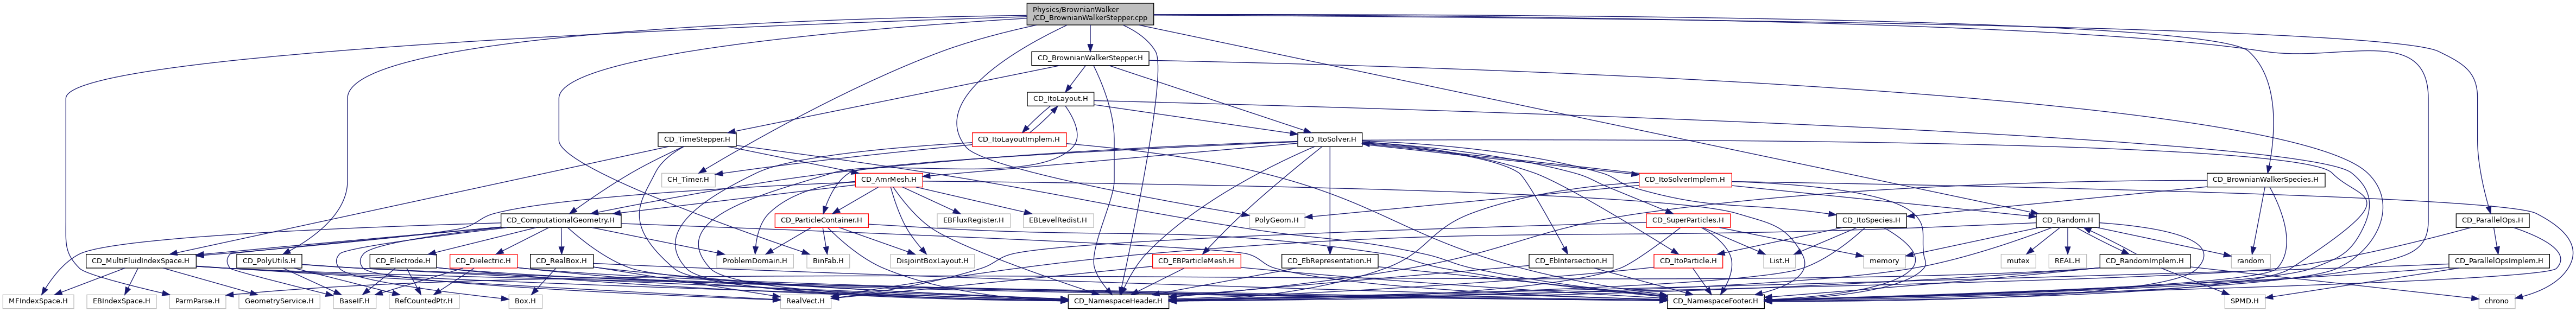 Physics/BrownianWalker
/CD_BrownianWalkerStepper.cpp
CD_BrownianWalkerStepper.H
CD_ItoLayout.H
CD_TimeStepper.H
CD_ItoLayoutImplem.H
CD_ItoSolver.H
CH_Timer.H
CD_AmrMesh.H
CD_ItoSolverImplem.H
CD_BrownianWalkerSpecies.H
CD_ComputationalGeometry.H
CD_ParticleContainer.H
EBFluxRegister.H
EBLevelRedist.H
PolyGeom.H
CD_SuperParticles.H
CD_ItoSpecies.H
CD_Random.H
CD_ParallelOps.H
CD_MultiFluidIndexSpace.H
CD_PolyUtils.H
CD_Electrode.H
CD_Dielectric.H
CD_RealBox.H
ProblemDomain.H
BinFab.H
DisjointBoxLayout.H
CD_EBParticleMesh.H
CD_EbRepresentation.H
CD_EbIntersection.H
CD_ItoParticle.H
List.H
memory
mutex
REAL.H
CD_RandomImplem.H
random
CD_ParallelOpsImplem.H
MFIndexSpace.H
EBIndexSpace.H
ParmParse.H
GeometryService.H
BaseIF.H
RefCountedPtr.H
Box.H
RealVect.H
CD_NamespaceHeader.H
CD_NamespaceFooter.H
SPMD.H
chrono